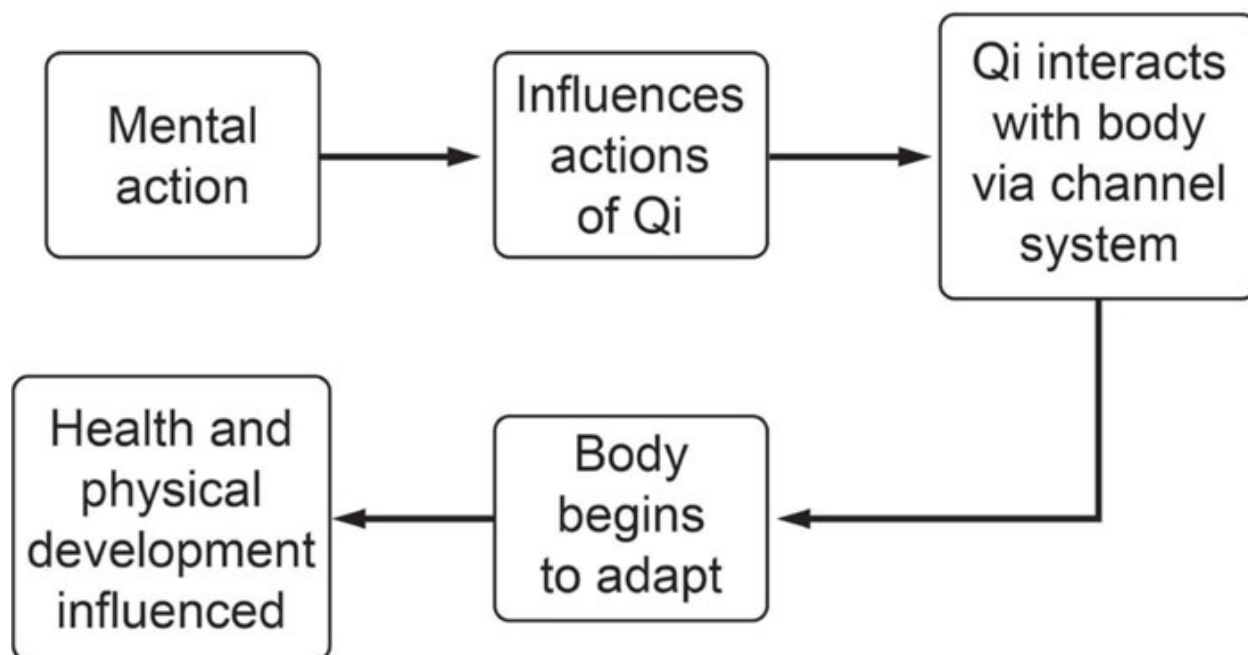 Mental
action
Influences
actions
of Qi
Qi interacts
with body
via channel
system
Body
begins
to adapt
Health and
physical
development
influenced